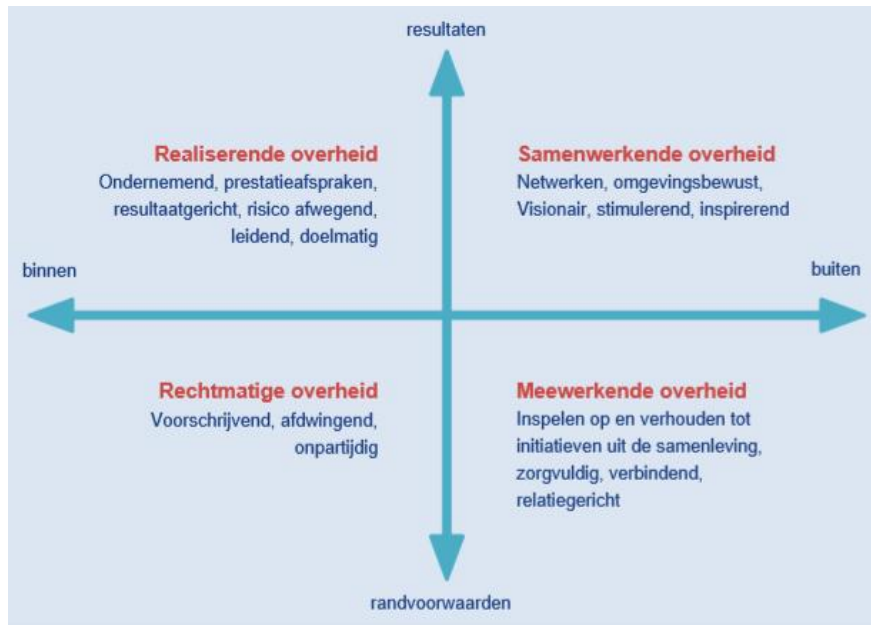 resultaten
Realiserende overheid
Ondernemend, prestatieafspraken,
resultaatgericht, risico afwegend,
leidend, doelmatig
Samenwerkende overheid
Netwerken, omgevingsbewust,
Visionair, stimulerend, inspirerend
binnen
buiten
Rechtmatige overheid
Voorschrijvend, afdwingend,
onpartijdig
Meewerkende overheid
Inspelen op en verhouden tot
initiatieven uit de samenleving,
zorgvuldig, verbindend,
relatiegericht
randvoorwaarden